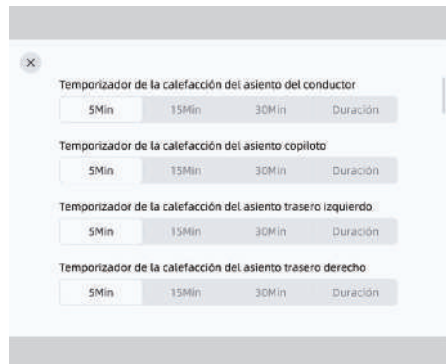 Temporizador de la calefacción del asiento del conductor
5Min 15Min 30Min Duración
Temporizador de la calefacción del asiento copiloto
5Min 15Min 30Min Duración
Temporizador de la calefacción del asiento trasero izquierdo
5Min 15Min 30Min Duración
Temporizador de la calefacción del asiento trasero derecho
5Min 15Min 30Min Duración